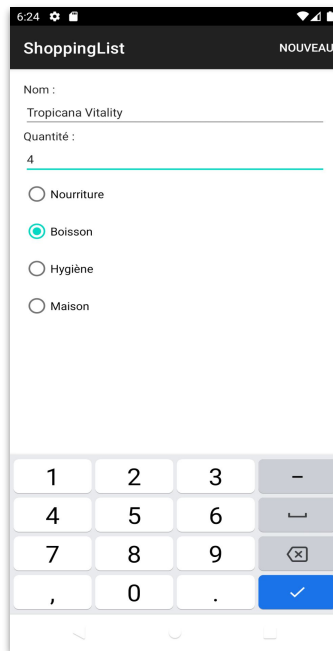 6:24
ShoppingList NOUVEAU
Nom :
Tropicana Vitality
Quantité :
4
Nourriture
Boisson
Hygiène
Maison
1 2 3 -
4 5 6
7 8 9
, 0 .